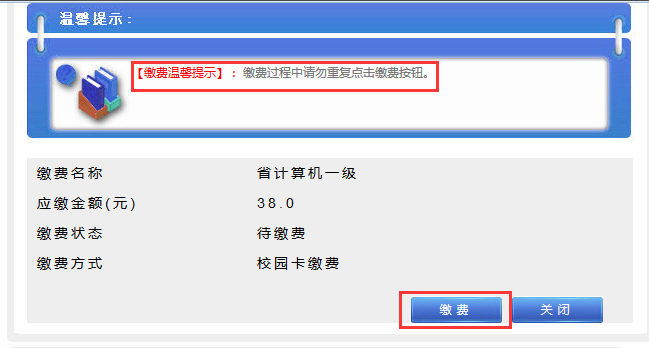 温馨提示：
【缴费温馨提示】： 缴费过程中请勿重复点击缴费按钮。
缴费名称 省计算机一级
应缴金额(元) 38.0
缴费状态 待缴费
缴费方式 校园卡缴费
缴费 关闭